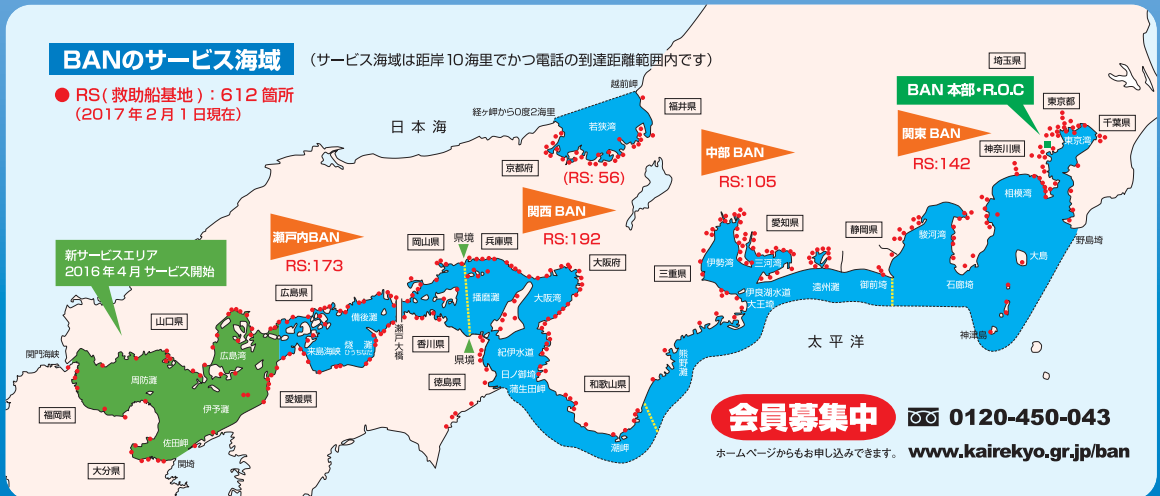 BANのサービス海域
（サービス海域は距岸10海里でかつ電話の到達距離範囲内です）
● RS(救助船基地)：612箇所
（2017年2月1日現在）
日本海
経ヶ岬から0度2海里
越前岬
福井県
若狭湾
京都府
(RS: 56)
埼玉県
BAN 本部・R.O.C
東京都
千葉県
東京湾
関東 BAN
RS:142
神奈川県
相模湾
中部 BAN
RS:105
関西 BAN
RS:192
瀬戸内BAN
RS:173
新サービスエリア
2016年4月サービス開始
岡山県
県境
兵庫県
大阪府
愛知県
静岡県
駿河湾
野島埼
大島
三重県
伊勢湾
三河湾
伊良湖水道
大王埼
遠州灘
御前埼
石廊埼
神津島
広島県
播磨灘
大阪湾
備後灘
来島海峡
燧灘
ひうちなだ
瀬戸大橋
香川県
県境
徳島県
紀伊水道
日ノ御埼
蒲生田岬
和歌山県
熊野灘
潮岬
太平洋
山口県
関門海峡
広島湾
周防灘
伊予灘
愛媛県
福岡県
佐田岬
大分県
関埼
会員募集中
0120-450-043
ホームページからもお申し込みできます。
www.kairekyo.gr.jp/ban